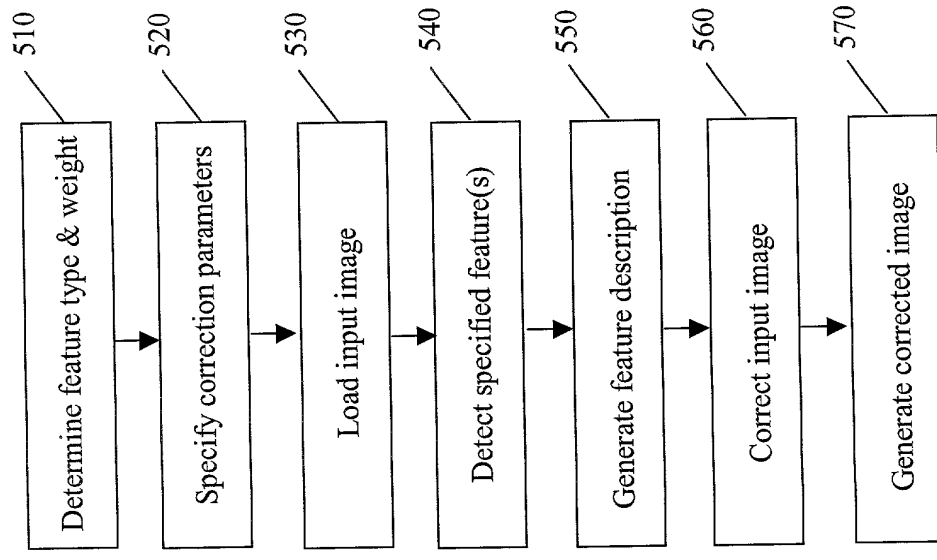 510
Determine feature type & weight
520
Specify correction parameters
530
Load input image
540
Detect specified feature(s)
550
Generate feature description
560
Correct input image
570
Generate corrected image